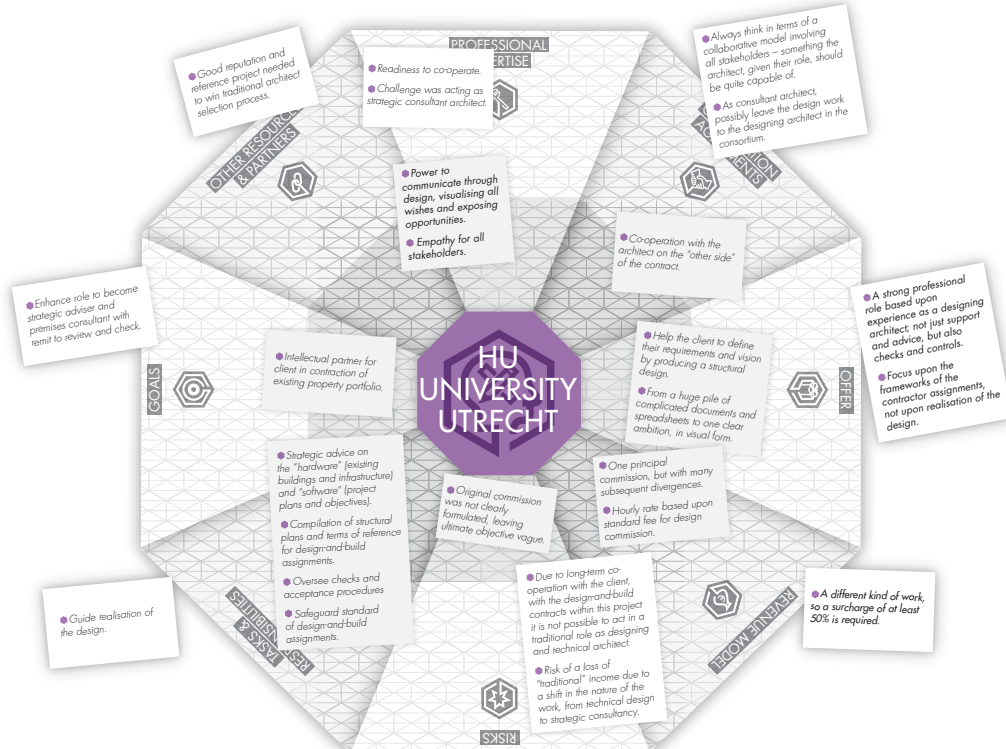 Good reputation and
reference project needed
to win traditional architect
selection process.
PROFESSIONAL
Readiness to co-operate.
Challenge was acting as
strategic consultant architect.
Always think in terms of a
collaborative model involving
all stakeholders – something the
architect, given their role, should
be quite capable of.
As consultant architect,
possibly leave the design work
to the designing architect in the
consortium.
& PARTNERS
Power to
communicate through
design, visualising all
wishes and exposing
opportunities.
Empathy for all
stakeholders.
Co-operation with the
architect on the “other side”
of the contract.
Enhance role to become
strategic adviser and
premises consultant with
remit to review and check.
GOALS
Intellectual partner for
client in contraction of
existing property portfolio.
HU
UNIVERSITY
UTRECHT
Help the client to define
their requirements and vision
by producing a structural
design.
From a huge pile of
complicated documents and
spreadsheets to one clear
ambition, in visual form.
OFFER
A strong professional
role based upon
experience as a designing
architect; not just support
and advice, but also
checks and controls.
Focus upon the
frameworks of the
contractor assignments,
not upon realisation of the
design.
Strategic advice on
the “hardware” (existing
buildings and infrastructure)
and “software” (project
plans and objectives).
Compilation of structural
plans and terms of reference
for design-and-build
assignments.
Oversee checks and
acceptance procedures
Safeguard standard
of design-and-build
assignments.
Original commission
was not clearly
formulated, leaving
ultimate objective vague.
One principal
commission, but with many
subsequent divergences.
Hourly rate based upon
standard fee for design
commission.
Guide realisation of
the design.
TASKS &
Due to long-term co-
operation with the client,
with the design-and-build
contracts within this project
it is not possible to act in a
traditional role as designing
and technical architect.
Risk of a loss of
“traditional” income due to
a shift in the nature of the
work, from technical design
to strategic consultancy.
REVENUE MODEL
A different kind of work,
so a surcharge of at least
50% is required.
RISKS